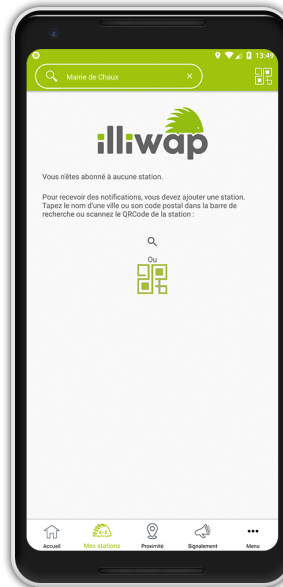 13:49
Mairie de Chaux
illiwap
Vous n'êtes abonné à aucune station.
Pour recevoir des notifications, vous devez ajouter une station.
Tapez le nom d'une ville ou son code postal dans la barre de
recherche ou scannez le QRCode de la station :
Ou
A-Z
Accueil Mes stations Proximité Signalement Menu